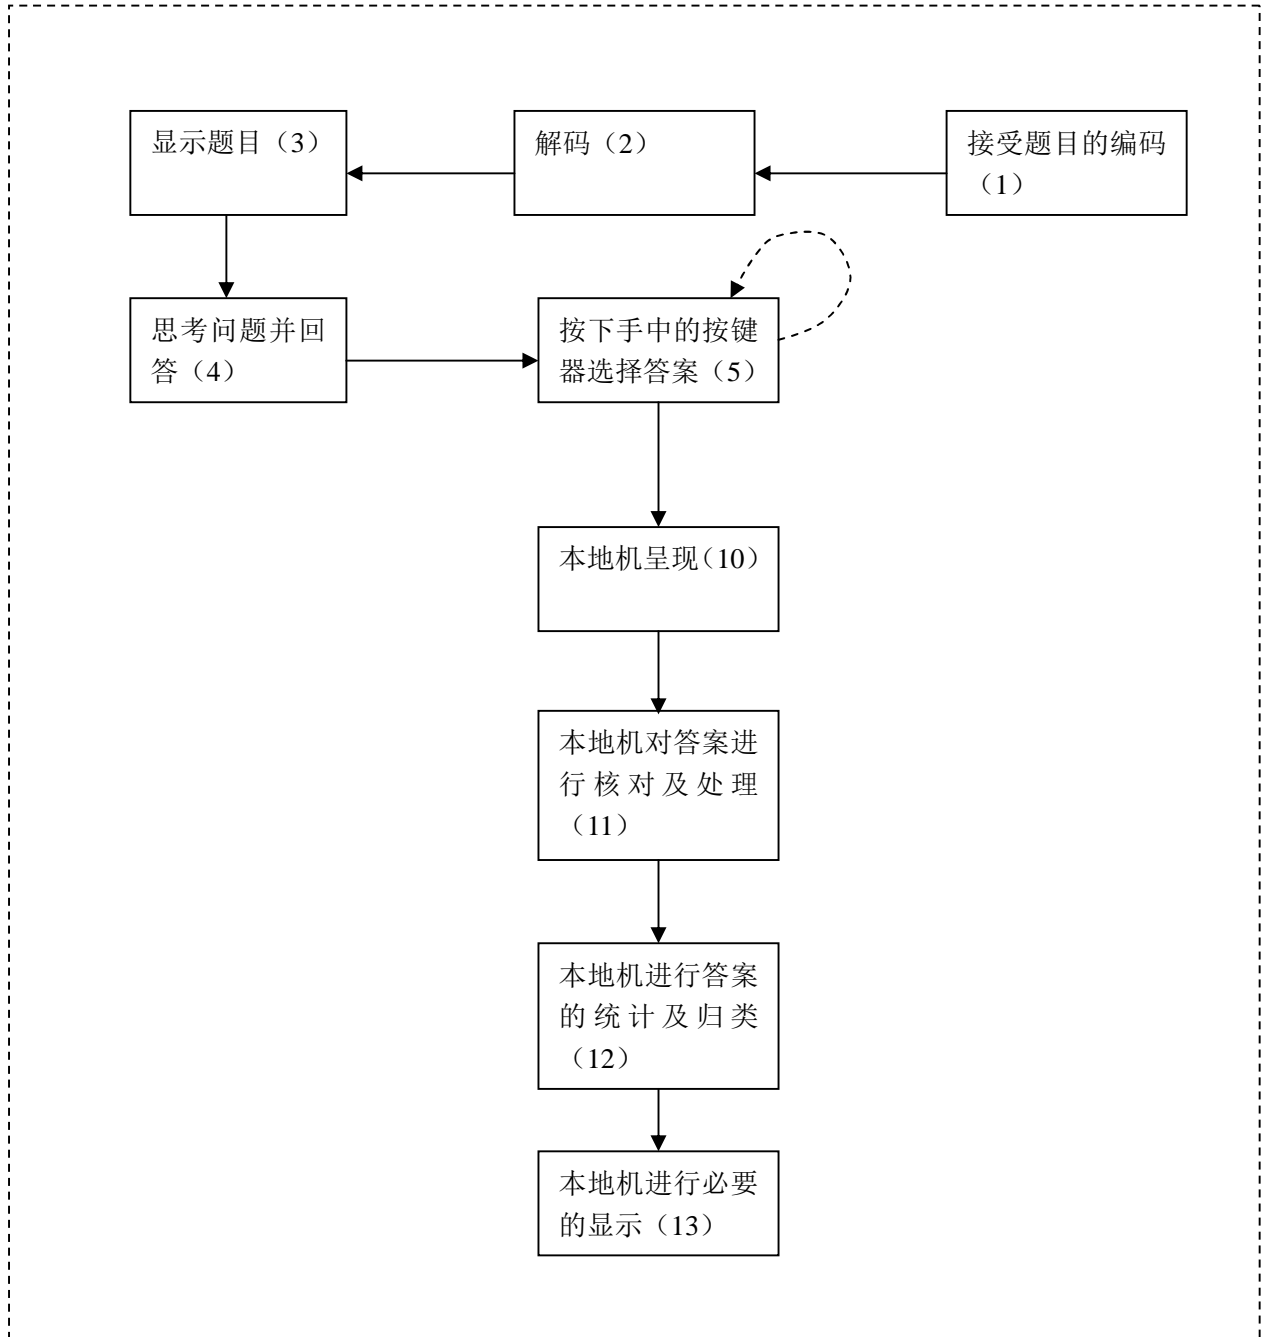 显示题目（3）
解码（2）
接受题目的编码
（1）
思考问题并回
答（4）
按下手中的按键
器选择答案（5）
本地机呈现（10）
本地机对答案进
行核对及处理
（11）
本地机进行答案
的统计及归类
（12）
本地机进行必要
的显示（13）